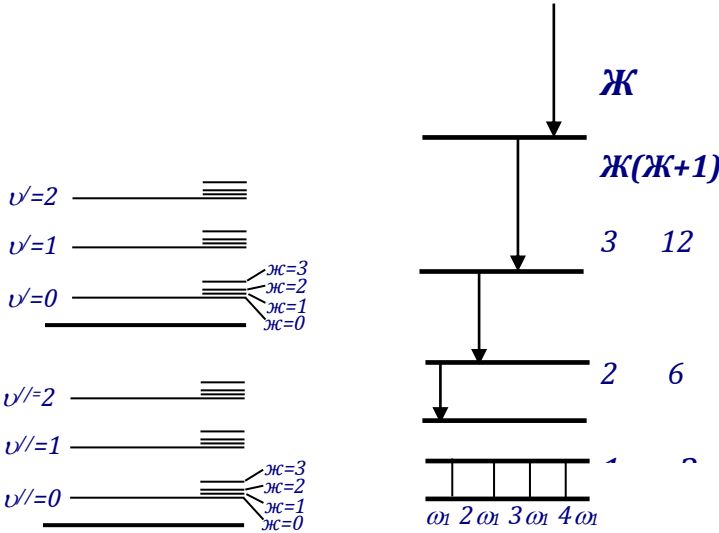 υ/=2
υ/=1
υ/=0
ж=3
ж=2
ж=1
ж=0
υ//=2
υ//=1
υ//=0
ж=3
ж=2
ж=1
ж=0
Ж
Ж(Ж+1)
3 12
2 6
ω1 2ω1 3ω1 4ω1